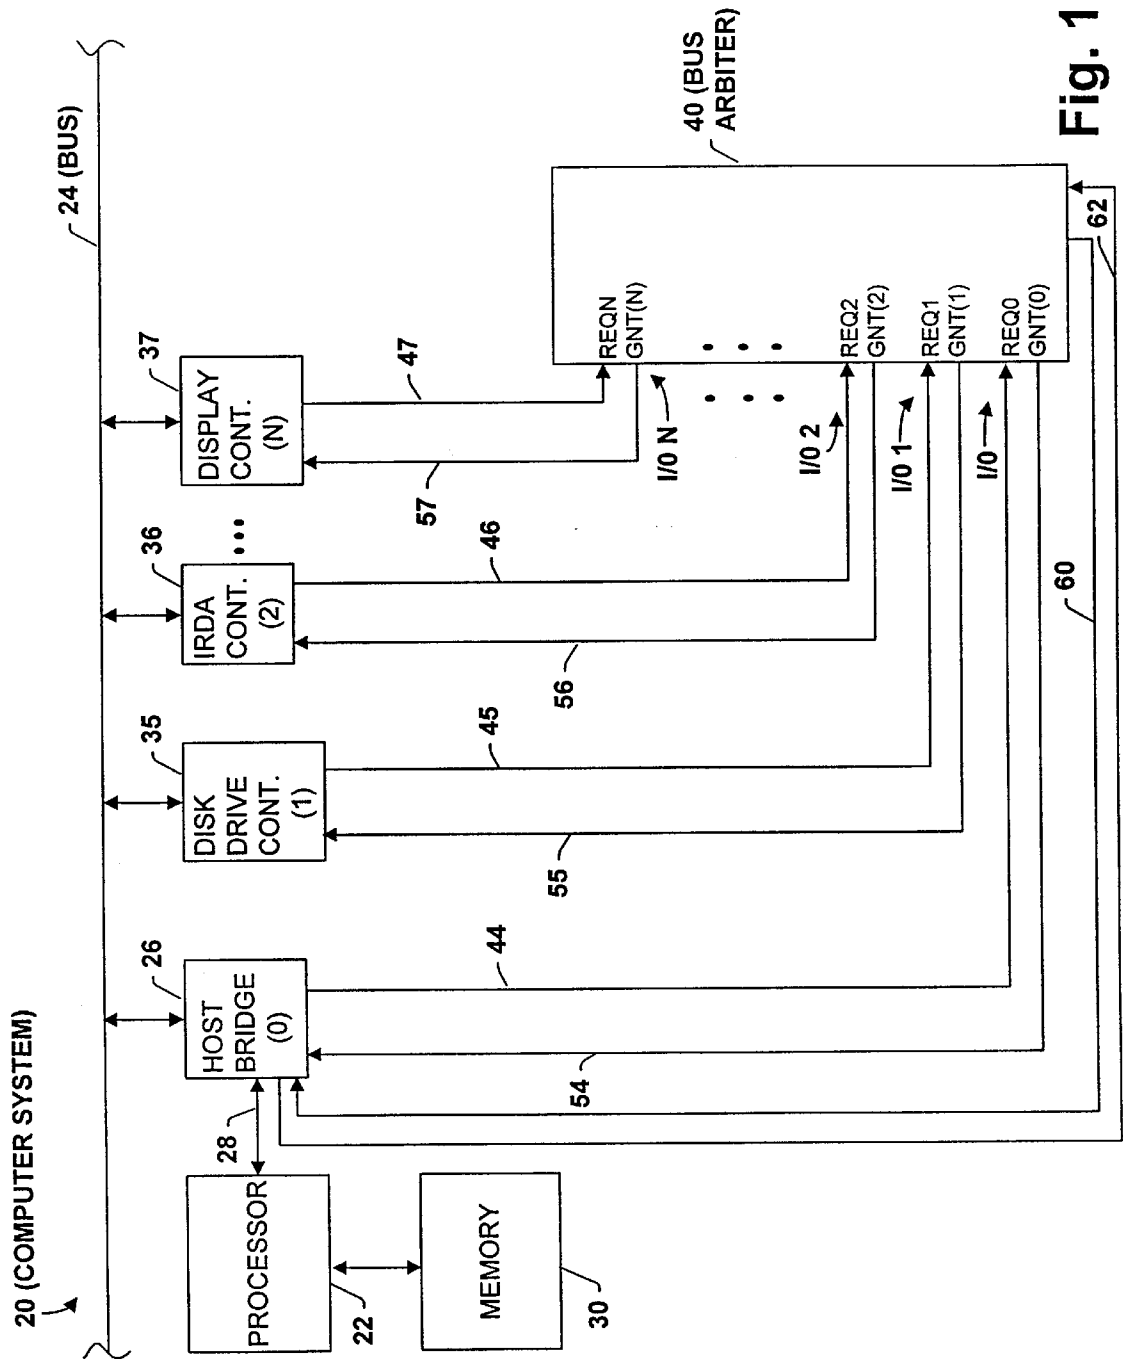 20 (COMPUTER SYSTEM)
24 (BUS)
26
HOST
BRIDGE
(0)
35
DISK
DRIVE
CONT.
(1)
36
IRDA
CONT.
(2)
37
DISPLAY
CONT.
(N)
28
PROCESSOR
22
MEMORY
30
44
54
45
55
46
56
47
57
40 (BUS
ARBITER)
REQN
GNT(N)
REQ2
GNT(2)
REQ1
GNT(1)
REQ0
GNT(0)
I/0 N
I/0 2
I/0 1
I/0
60
62
Fig. 1